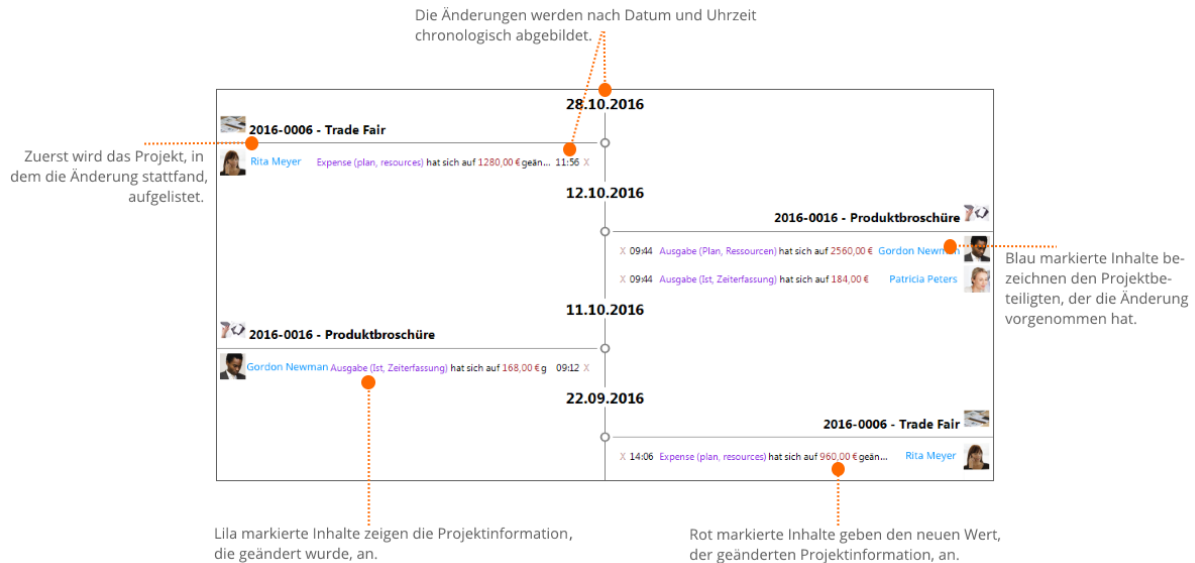 Die Änderungen werden nach Datum und Uhrzeit
chronologisch abgebildet.
28.10.2016
2016-0006 - Trade Fair
Zuerst wird das Projekt, in
dem die Änderung stattfand,
aufgelistet.
Rita Meyer Expense (plan, resources) hat sich auf 1280,00 € geän... 11:56 X
12.10.2016
2016-0016 - Produktbroschüre
X 09:44 Ausgabe (Plan, Ressourcen) hat sich auf 2560,00 € Gordon Newman
X 09:44 Ausgabe (Ist, Zeiterfassung) hat sich auf 184,00 € Patricia Peters
Blau markierte Inhalte be-
zeichnen den Projektbe-
teiligten, der die Änderung
vorgenommen hat.
11.10.2016
2016-0016 - Produktbroschüre
Gordon Newman Ausgabe (Ist, Zeiterfassung) hat sich auf 168,00 € g 09:12 X
22.09.2016
2016-0006 - Trade Fair
X 14:06 Expense (plan, resources) hat sich auf 960,00 € geän... Rita Meyer
Lila markierte Inhalte zeigen die Projektinformation,
die geändert wurde, an.
Rot markierte Inhalte geben den neuen Wert,
der geänderten Projektinformation, an.